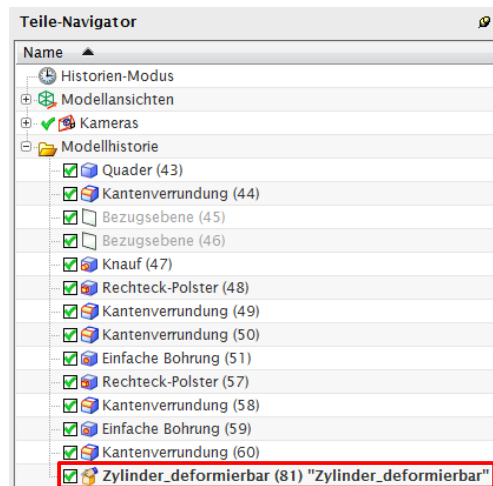 Teile-Navigator
Name
Historien-Modus
Modellansichten
Kameras
Modellhistorie
Quader (43)
Kantenverrundung (44)
Bezugsebene (45)
Bezugsebene (46)
Knauf (47)
Rechteck-Polster (48)
Kantenverrundung (49)
Kantenverrundung (50)
Einfache Bohrung (51)
Rechteck-Polster (57)
Kantenverrundung (58)
Einfache Bohrung (59)
Kantenverrundung (60)
Zylinder_deformierbar (81) "Zylinder_deformierbar"